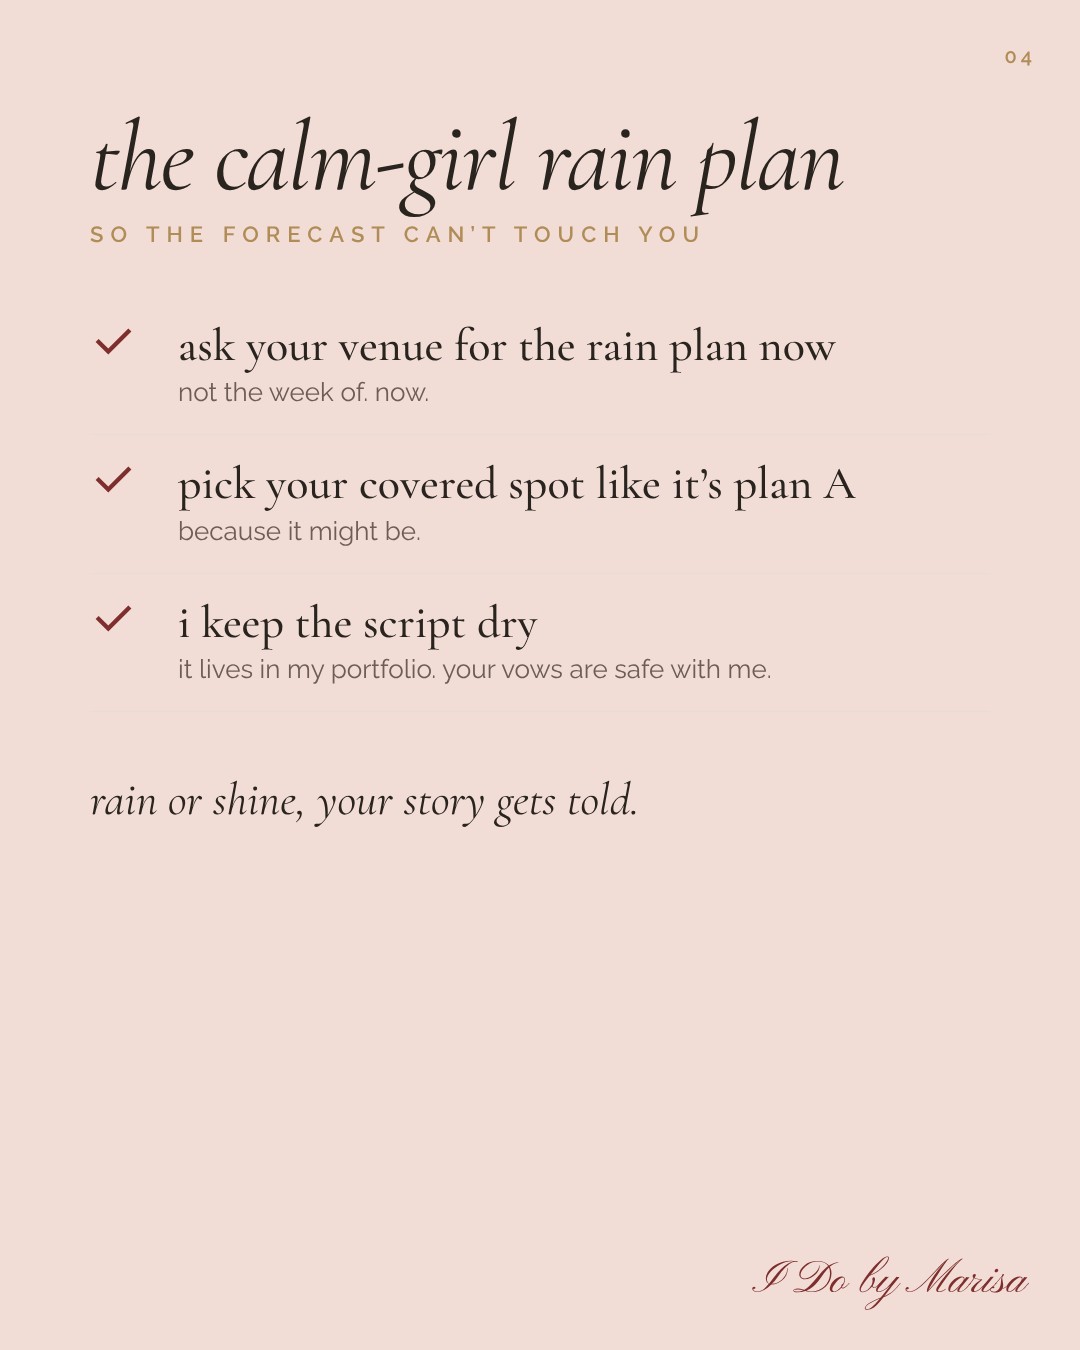 04
the calm-girl rain plan
SO THE FORECAST CAN’T TOUCH YOU
ask your venue for the rain plan now
not the week of. now.
pick your covered spot like it’s plan A
because it might be.
i keep the script dry
it lives in my portfolio. your vows are safe with me.
rain or shine, your story gets told.
I Do by Marisa